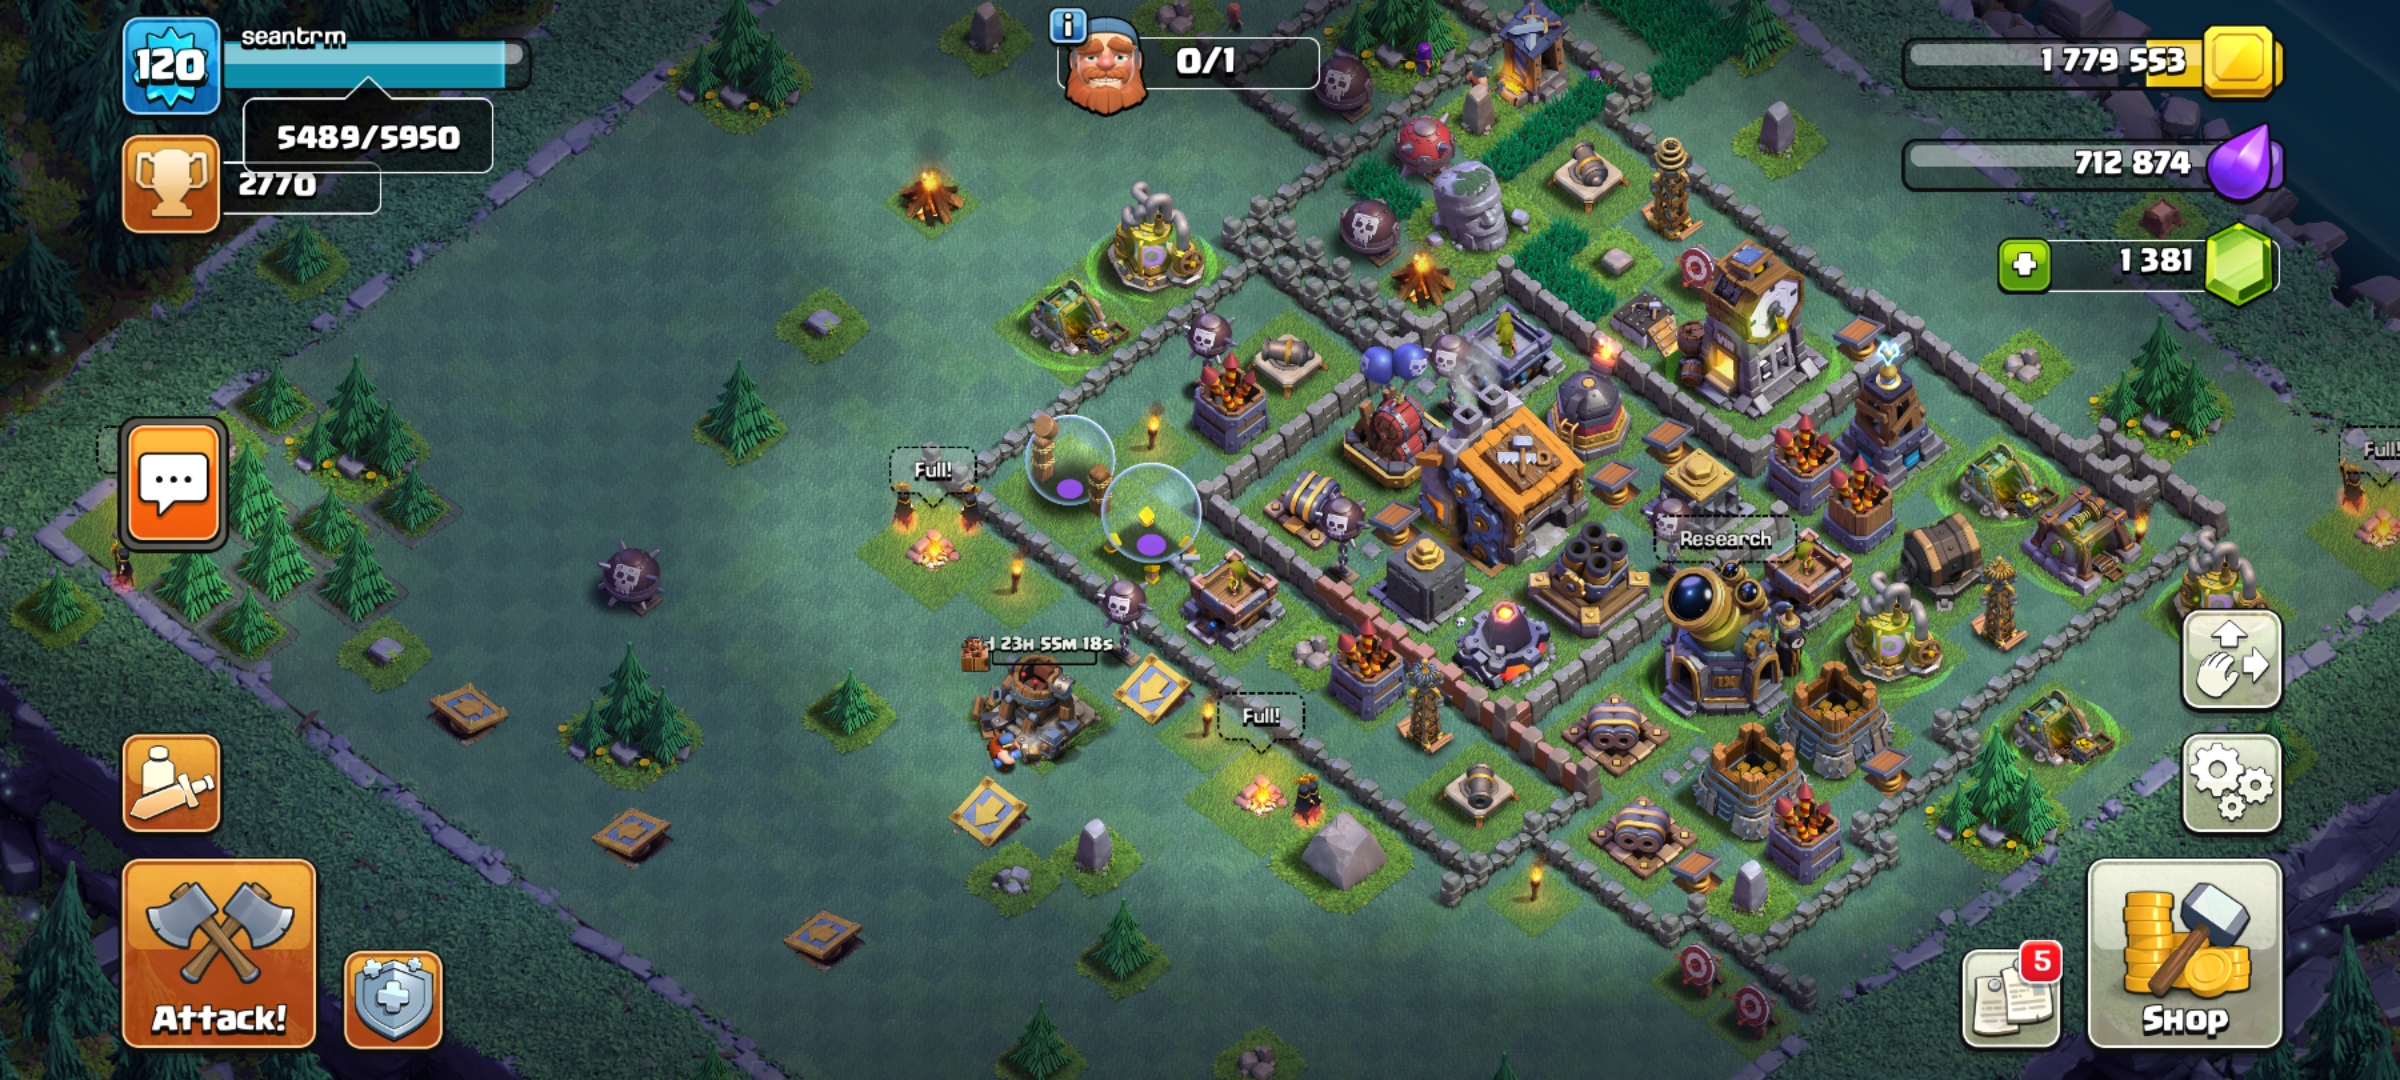 120
seantrm
5489/5950
2770
i
0/1
1 779 553
712 874
1 381
Full!
Full!
Research
23H 55M 18S
Full!
IX
Attack!
5
Shop